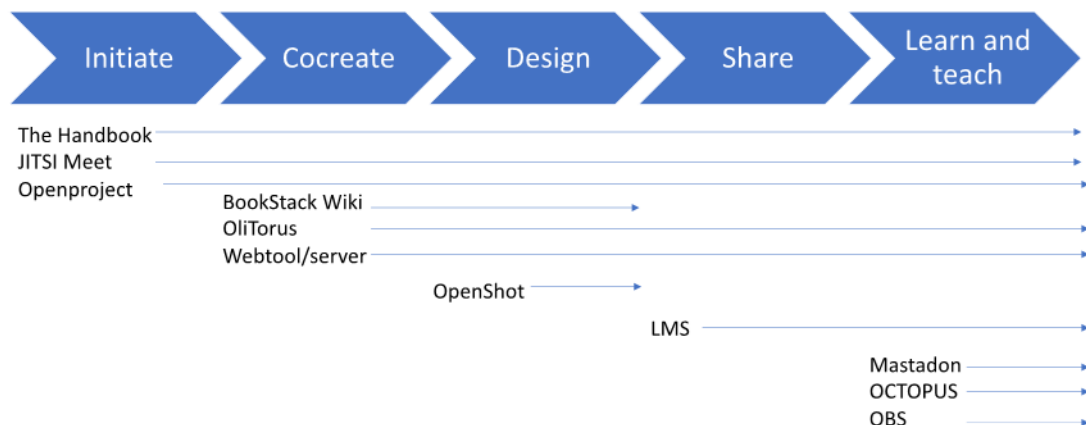 Initiate
Cocreate
Design
Share
Learn and
teach
The Handbook
JITSI Meet
Openproject
BookStack Wiki
OliTorus
Webtool/server
OpenShot
LMS
Mastadon
OCTOPUS
OBS